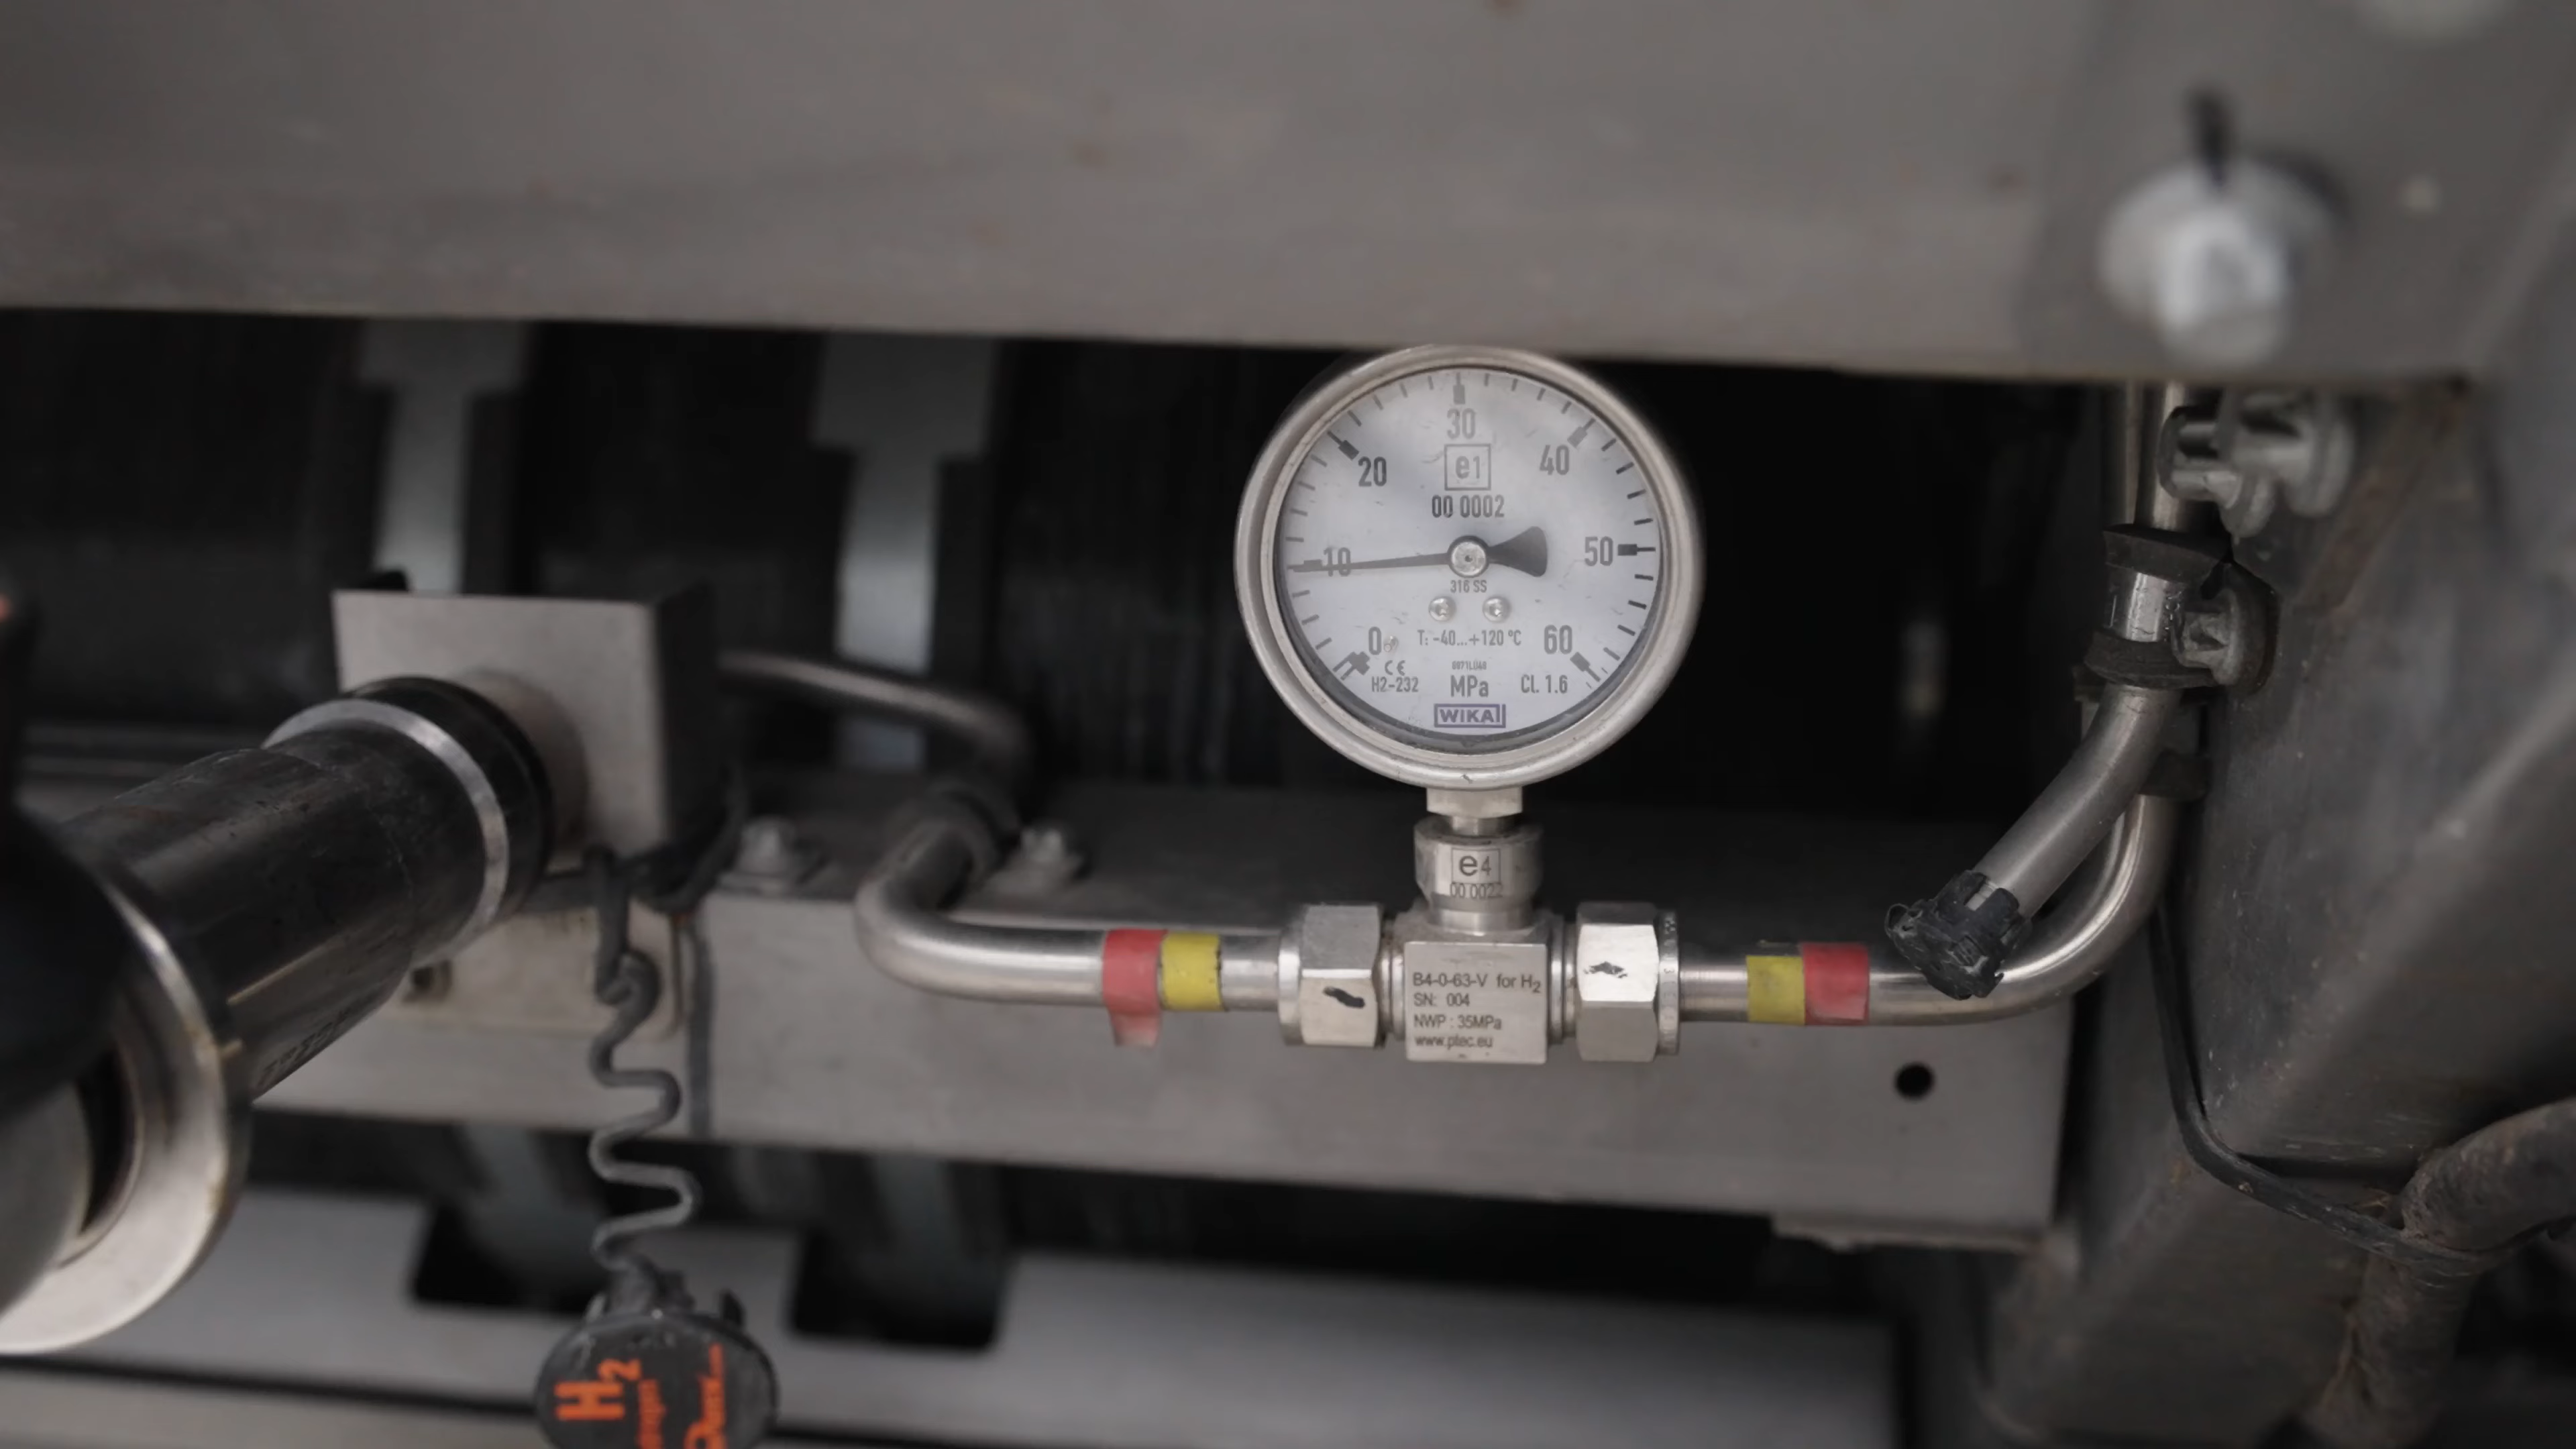 30
20
40
e1
00 0002
10
50
316 SS
0
T: -40...+120 °C
60
CE
H2-232
MPa
Cl. 1.6
WIKA
e4
00 0022
B4-0-63-V for H2
SN: 004
NWP: 35MPa
www.ptec.eu
H2